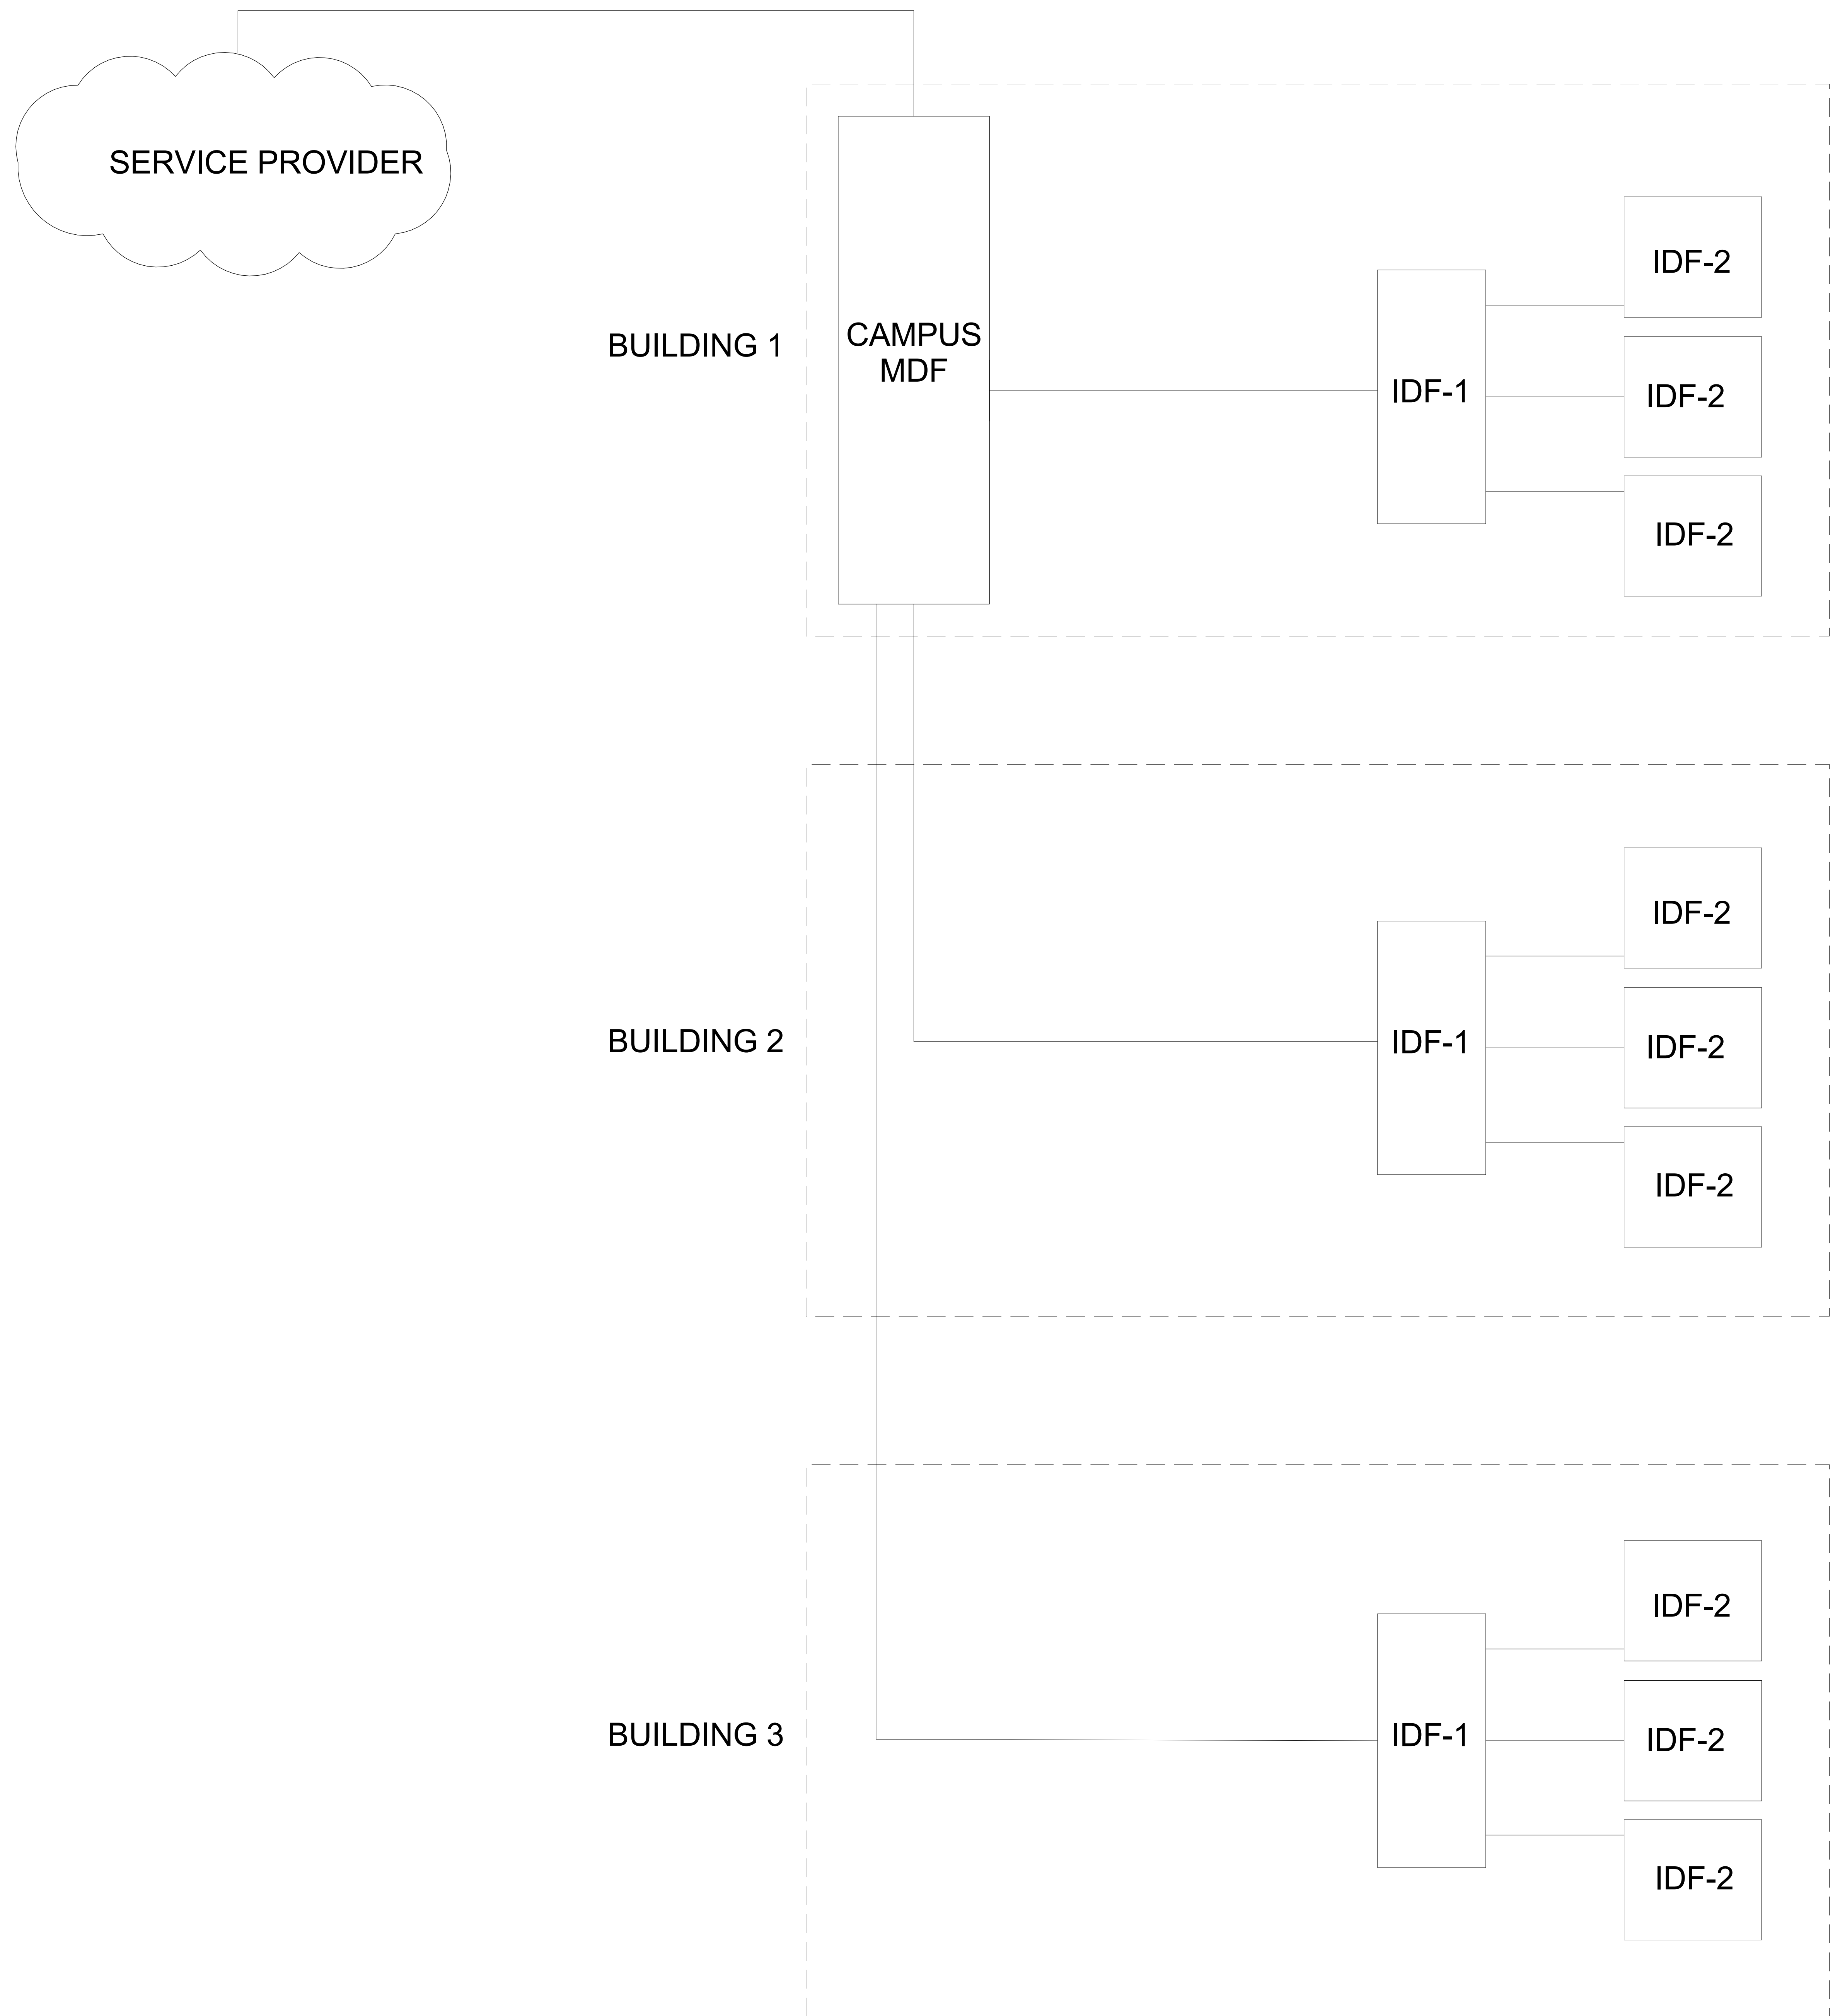 SERVICE PROVIDER
BUILDING 1
CAMPUS
MDF
IDF-1
IDF-2
IDF-2
IDF-2
BUILDING 2
IDF-1
IDF-2
IDF-2
IDF-2
BUILDING 3
IDF-1
IDF-2
IDF-2
IDF-2